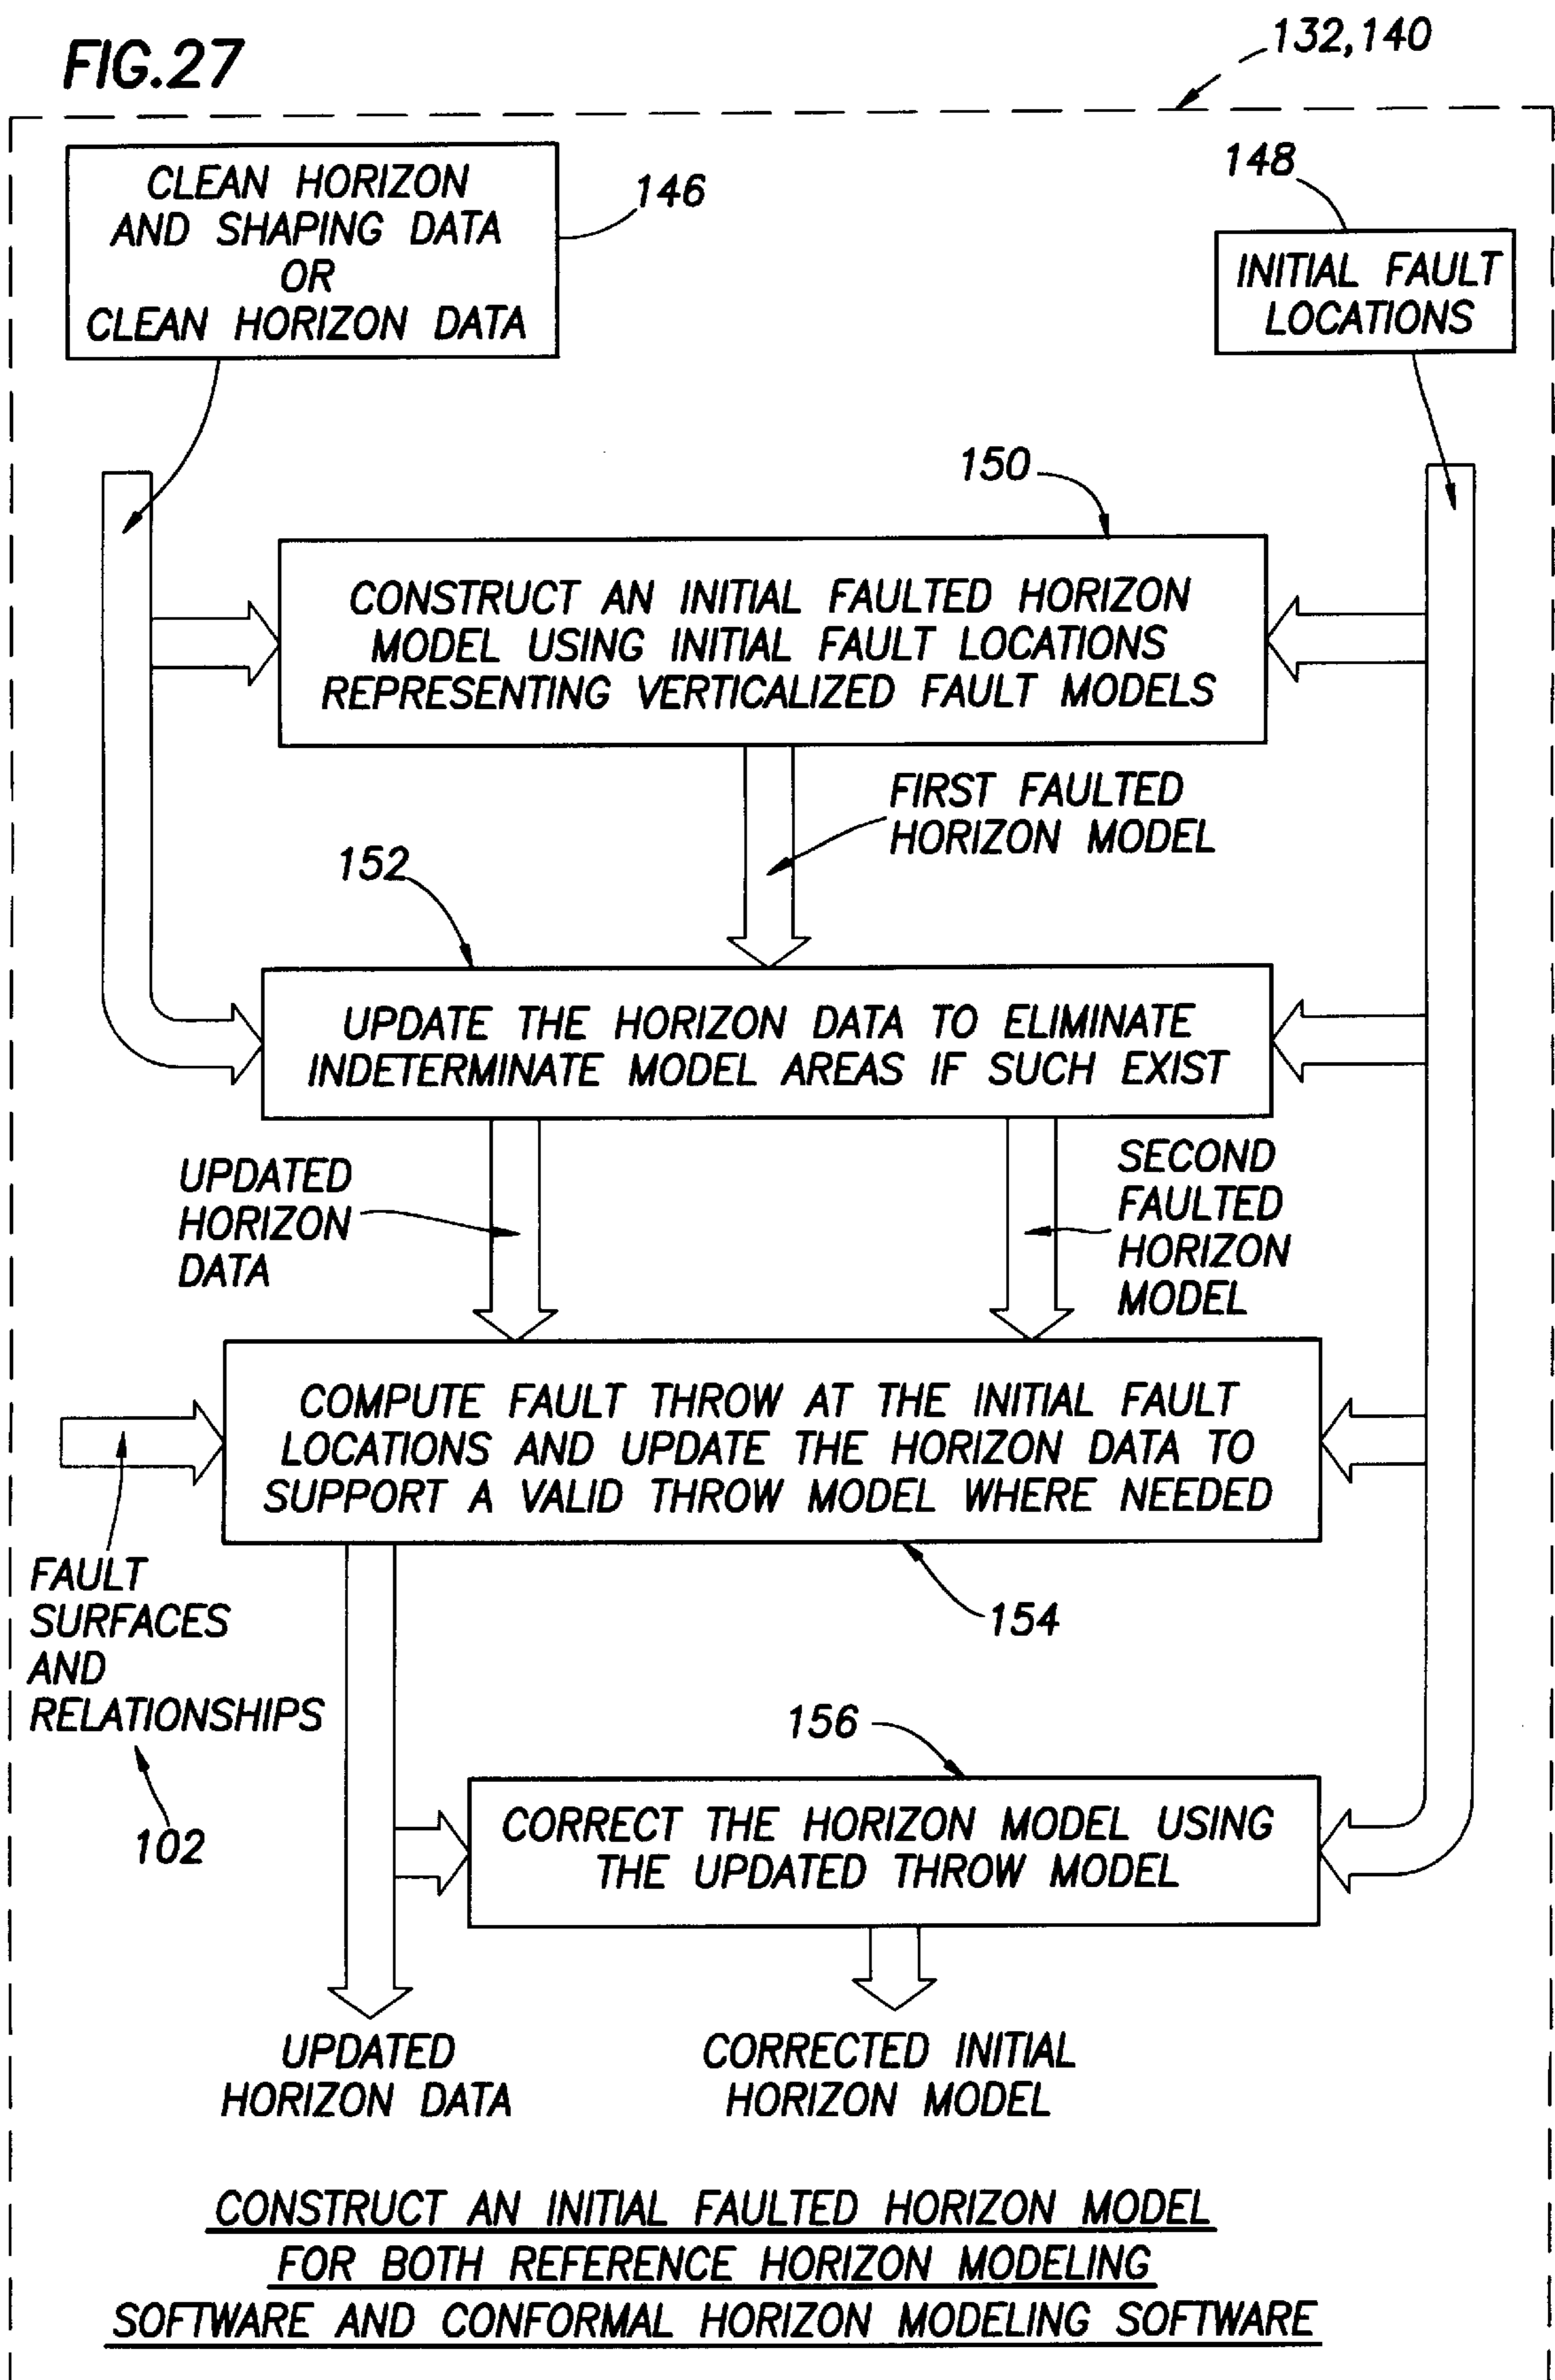 FIG.27
132,140
CLEAN HORIZON
AND SHAPING DATA
OR
CLEAN HORIZON DATA
146
148
INITIAL FAULT
LOCATIONS
150
CONSTRUCT AN INITIAL FAULTED HORIZON
MODEL USING INITIAL FAULT LOCATIONS
REPRESENTING VERTICALIZED FAULT MODELS
FIRST FAULTED
HORIZON MODEL
152
UPDATE THE HORIZON DATA TO ELIMINATE
INDETERMINATE MODEL AREAS IF SUCH EXIST
UPDATED
HORIZON
DATA
SECOND
FAULTED
HORIZON
MODEL
COMPUTE FAULT THROW AT THE INITIAL FAULT
LOCATIONS AND UPDATE THE HORIZON DATA TO
SUPPORT A VALID THROW MODEL WHERE NEEDED
FAULT
SURFACES
AND
RELATIONSHIPS
102
154
156
CORRECT THE HORIZON MODEL USING
THE UPDATED THROW MODEL
UPDATED
HORIZON DATA
CORRECTED INITIAL
HORIZON MODEL
CONSTRUCT AN INITIAL FAULTED HORIZON MODEL
FOR BOTH REFERENCE HORIZON MODELING
SOFTWARE AND CONFORMAL HORIZON MODELING SOFTWARE